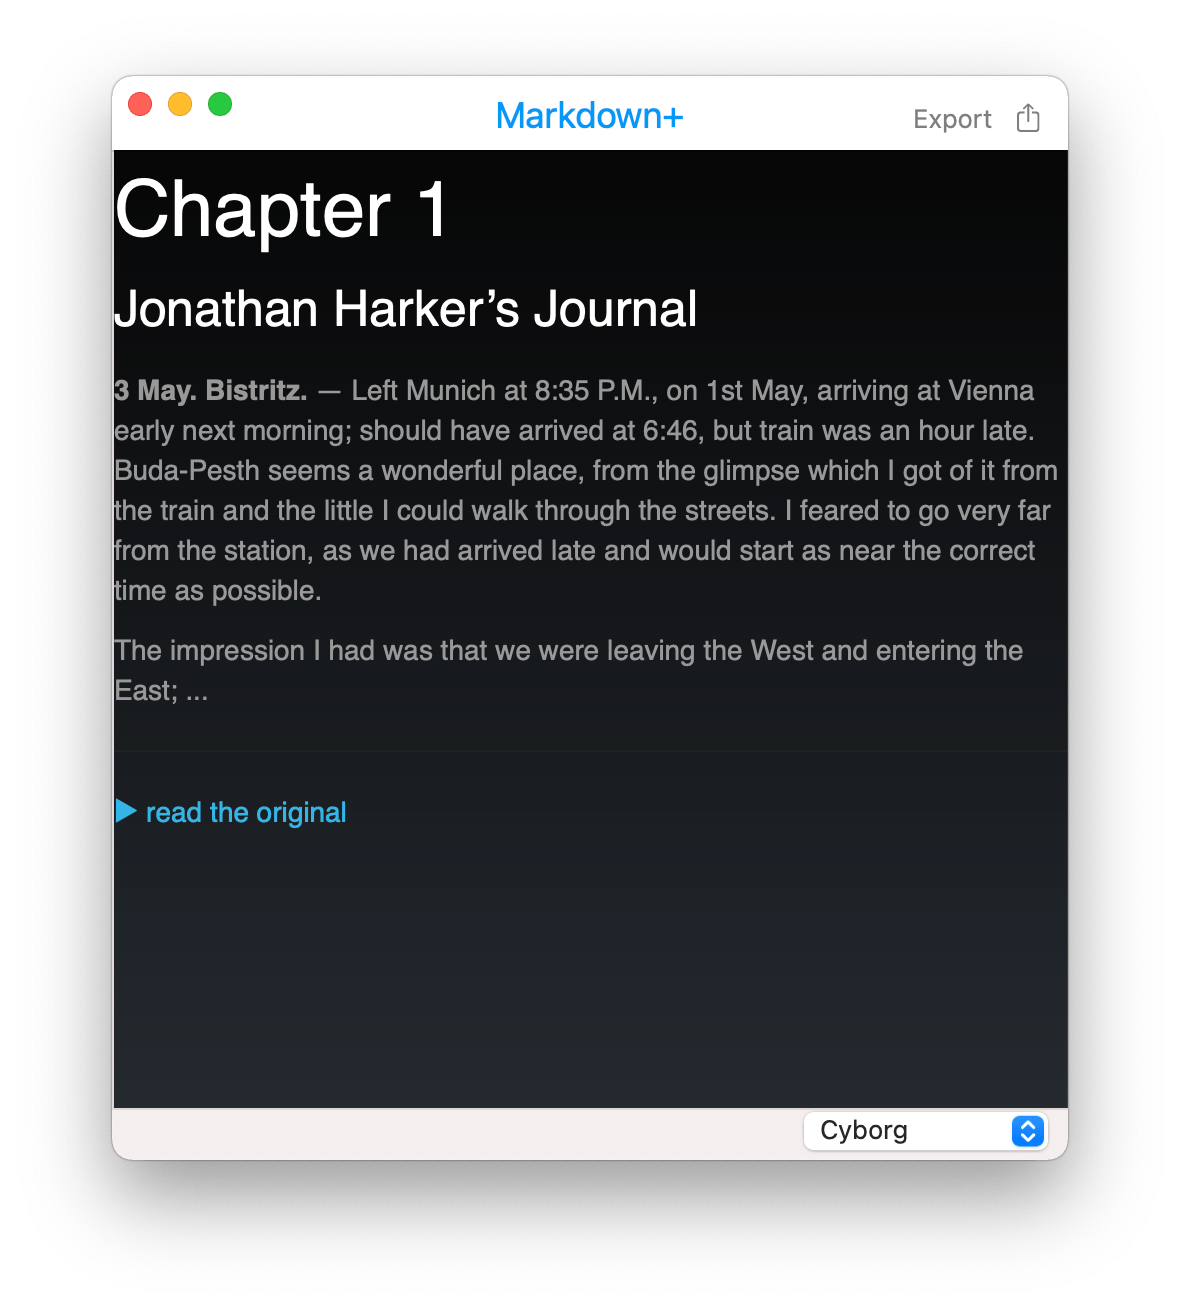 Markdown+
Export
Chapter 1
Jonathan Harker’s Journal
3 May. Bistritz. — Left Munich at 8:35 P.M., on 1st May, arriving at Vienna
early next morning; should have arrived at 6:46, but train was an hour late.
Buda-Pesth seems a wonderful place, from the glimpse which I got of it from
the train and the little I could walk through the streets. I feared to go very far
from the station, as we had arrived late and would start as near the correct
time as possible.
The impression I had was that we were leaving the West and entering the
East; ...
read the original
Cyborg